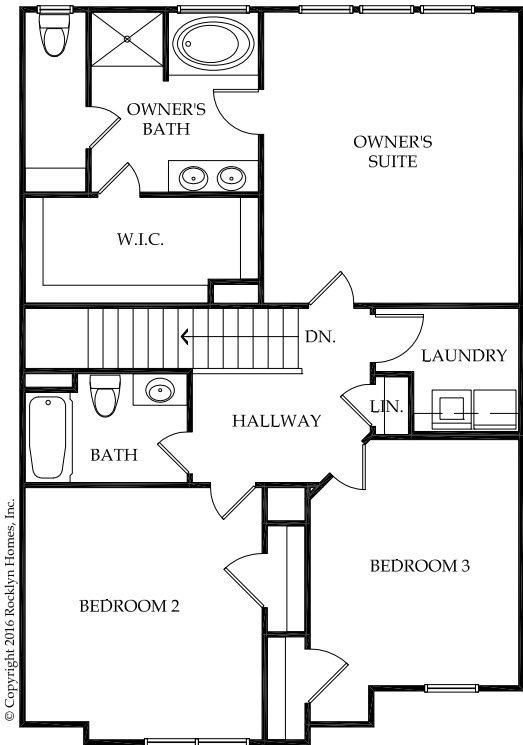 OWNER'S
BATH
OWNER'S
SUITE
W.I.C.
DN.
LAUNDRY
LIN.
HALLWAY
BATH
BEDROOM 3
BEDROOM 2
© Copyright 2016 Rocklyn Homes, Inc.